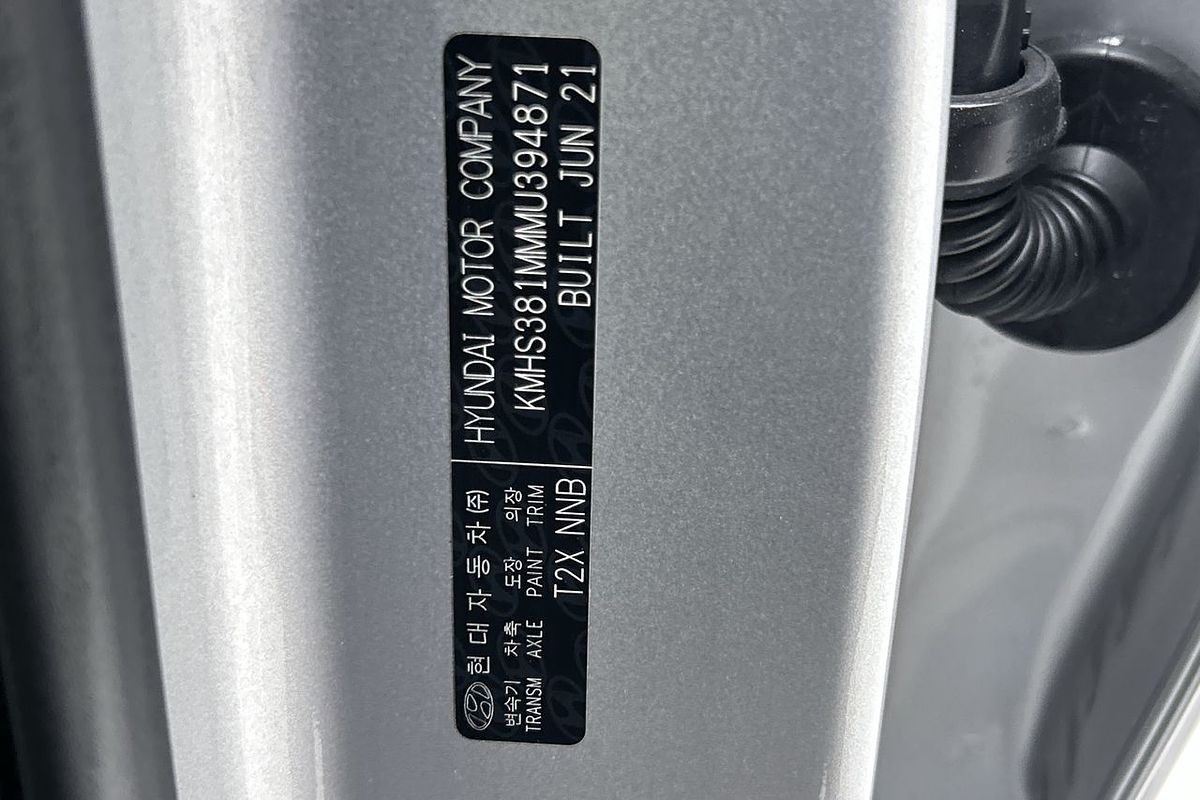 현대자동차(주) HYUNDAI MOTOR COMPANY
변속기 차축 도장 의장 KMHS381MMMU394871
TRANSM AXLE PAINT TRIM BUILT JUN 21
T2X NNB